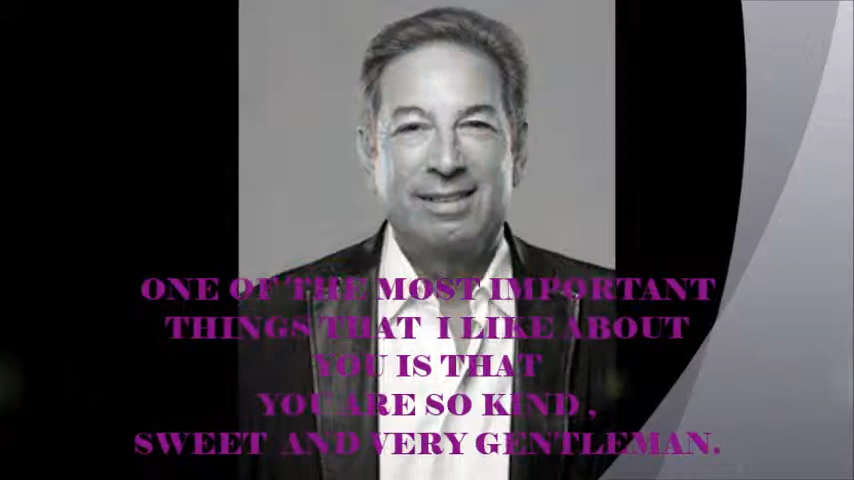 ONE OF THE MOST IMPORTANT
THINGS THAT I LIKE ABOUT
YOU IS THAT
YOU ARE SO KIND ,
SWEET AND VERY GENTLEMAN.